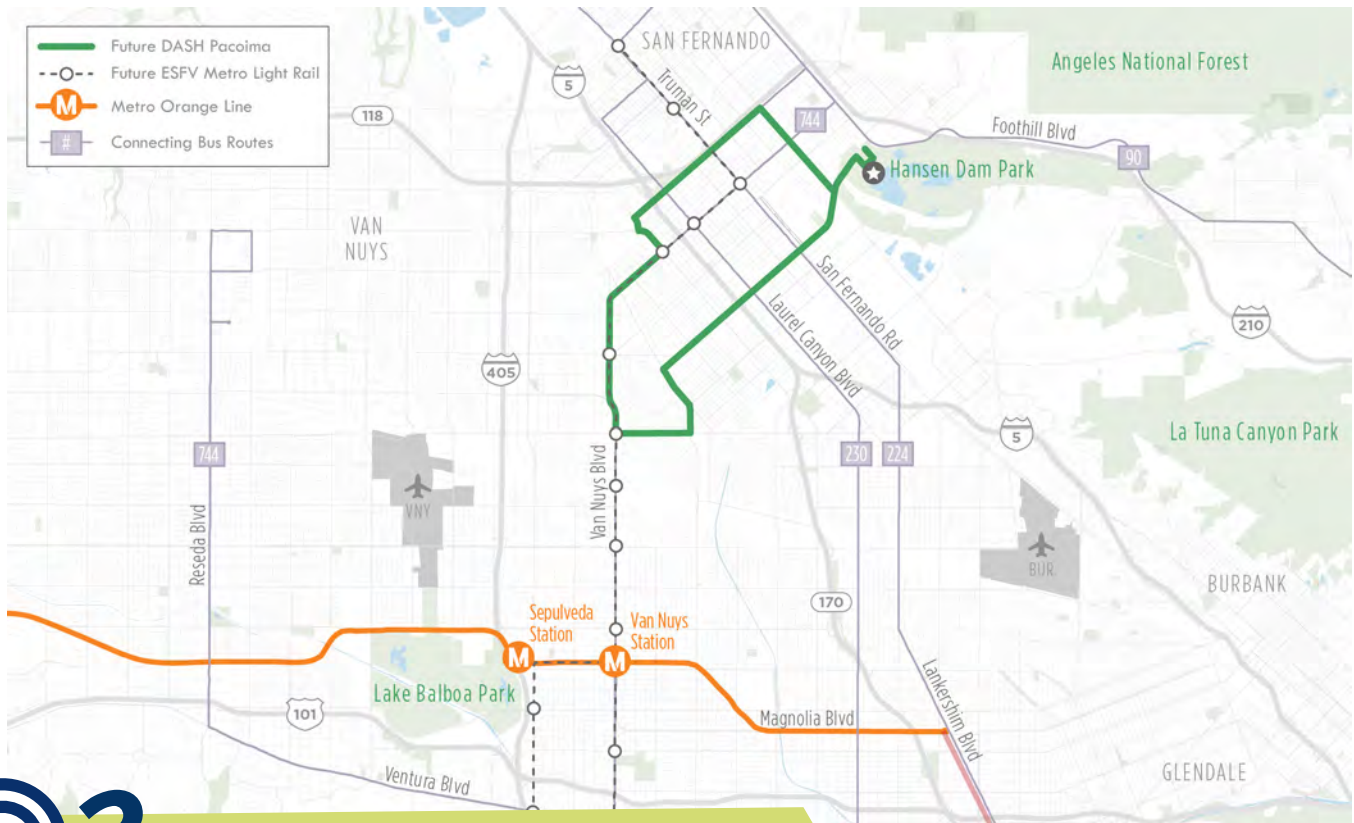 Future DASH Pacoima
Future ESFV Metro Light Rail
M
Metro Orange Line
#
Connecting Bus Routes
SAN FERNANDO
Angeles National Forest
5
Truman St
118
744
Foothill Blvd
90
Hansen Dam Park
VAN
NUYS
San Fernando Rd
Laurel Canyon Blvd
210
405
5
La Tuna Canyon Park
744
230
224
Van Nuys Blvd
VNY
Reseda Blvd
BUR
BURBANK
170
Sepulveda
Station
Van Nuys
Station
M
M
Lake Balboa Park
Lankershim Blvd
101
Magnolia Blvd
Ventura Blvd
GLENDALE